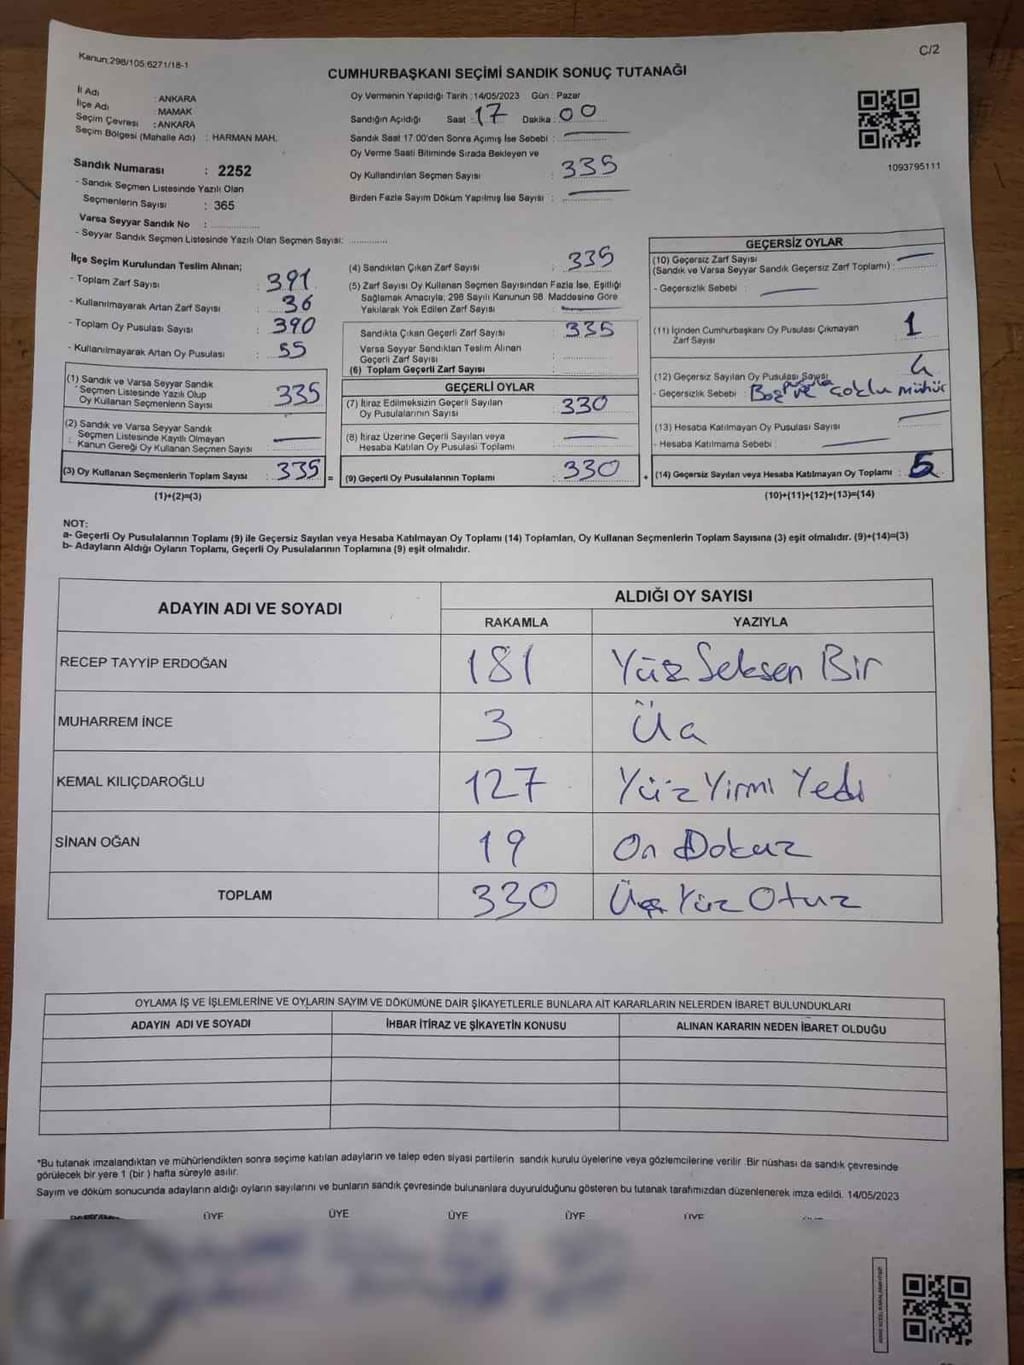 Kanun:298/105;6271/18-1
C/2
CUMHURBAŞKANI SEÇİMİ SANDIK SONUÇ TUTANAĞI
İl Adı : ANKARA
İlçe Adı : MAMAK
Seçim Çevresi : ANKARA
Seçim Bölgesi (Mahalle Adı) : HARMAN MAH.
Sandık Numarası : 2252
- Sandık Seçmen Listesinde Yazılı Olan
Seçmenlerin Sayısı : 365
Varsa Seyyar Sandık No :
- Seyyar Sandık Seçmen Listesinde Yazılı Olan Seçmen Sayısı:
Oy Vermenin Yapıldığı Tarih :14/05/2023 Gün : Pazar
Sandığın Açıldığı Saat : 17 Dakika : 00
Sandık Saat 17.00'den Sonra Açımış İse Sebebi :
Oy Verme Saati Bitiminde Sırada Bekleyen ve
Oy Kullandırılan Seçmen Sayısı : 335
Birden Fazla Sayım Döküm Yapılmış İse Sayısı :
1093795111
İlçe Seçim Kurulundan Teslim Alınan;
- Toplam Zarf Sayısı : 391
- Kullanılmayarak Artan Zarf Sayısı : 36
- Toplam Oy Pusulası Sayısı : 390
- Kullanılmayarak Artan Oy Pusulası : 55
(1) Sandık ve Varsa Seyyar Sandık
Seçmen Listesinde Yazılı Olup
Oy Kullanan Seçmenlerin Sayısı : 335
(2) Sandık ve Varsa Seyyar Sandık
Seçmen Listesinde Kayıtlı Olmayan
Kanun Gereği Oy Kullanan Seçmen Sayısı
(3) Oy Kullanan Seçmenlerin Toplam Sayısı : 335 =
(1)+(2)=(3)
(4) Sandıktan Çıkan Zarf Sayısı : 335
(5) Zarf Sayısı Oy Kullanan Seçmen Sayısından Fazla İse, Eşitliği
Sağlamak Amacıyla; 298 Sayılı Kanunun 98. Maddesine Göre
Yakılarak Yok Edilen Zarf Sayısı :
Sandıkta Çıkan Geçerli Zarf Sayısı : 335
Varsa Seyyar Sandıktan Teslim Alınan
Geçerli Zarf Sayısı :
(6) Toplam Geçerli Zarf Sayısı :
GEÇERLİ OYLAR
(7) İtiraz Edilmeksizin Geçerli Sayılan
Oy Pusulalarının Sayısı : 330
(8) İtiraz Üzerine Geçerli Sayılan veya
Hesaba Katılan Oy Pusulası Toplamı :
(9) Geçerli Oy Pusulalarının Toplamı : 330 +
GEÇERSİZ OYLAR
(10) Geçersiz Zarf Sayısı
(Sandık ve Varsa Seyyar Sandık Geçersiz Zarf Toplamı) :
- Geçersizlik Sebebi :
(11) İçinden Cumhurbaşkanı Oy Pusulası Çıkmayan
Zarf Sayısı : 1
(12) Geçersiz Sayılan Oy Pusulası Sayısı : 4
- Geçersizlik Sebebi : Boş ve çoklu mühür
(13) Hesaba Katılmayan Oy Pusulası Sayısı :
- Hesaba Katılmama Sebebi :
(14) Geçersiz Sayılan veya Hesaba Katılmayan Oy Toplamı : 5
(10)+(11)+(12)+(13)=(14)
NOT:
a- Geçerli Oy Pusulalarının Toplamı (9) ile Geçersiz Sayılan veya Hesaba Katılmayan Oy Toplamı (14) Toplamları, Oy Kullanan Seçmenlerin Toplam Sayısına (3) eşit olmalıdır. (9)+(14)=(3)
b- Adayların Aldığı Oyların Toplamı, Geçerli Oy Pusulalarının Toplamına (9) eşit olmalıdır.
ADAYIN ADI VE SOYADI ALDIĞI OY SAYISI
RAKAMLA YAZIYLA
RECEP TAYYİP ERDOĞAN 181 Yüz Seksen Bir
MUHARREM İNCE 3 Üç
KEMAL KILIÇDAROĞLU 127 Yüz Yirmi Yedi
SİNAN OĞAN 19 On Dokuz
TOPLAM 330 Üç Yüz Otuz
OYLAMA İŞ VE İŞLEMLERİNE VE OYLARIN SAYIM VE DÖKÜMÜNE DAİR ŞİKAYETLERLE BUNLARA AİT KARARLARIN NELERDEN İBARET BULUNDUKLARI
ADAYIN ADI VE SOYADI İHBAR İTİRAZ VE ŞİKAYETİN KONUSU ALINAN KARARIN NEDEN İBARET OLDUĞU
*Bu tutanak imzalandıktan ve mühürlendikten sonra seçime katılan adayların ve talep eden siyasi partilerin sandık kurulu üyelerine veya gözlemcilerine verilir. Bir nüshası da sandık çevresinde
görülecek bir yere 1 (bir ) hafta süreyle asılır.
Sayım ve döküm sonucunda adayların aldığı oyların sayılarını ve bunların sandık çevresinde bulunanlara duyurulduğunu gösteren bu tutanak tarafımızdan düzenlenerek imza edildi. 14/05/2023
ÜYE ÜYE ÜYE ÜYE ÜYE